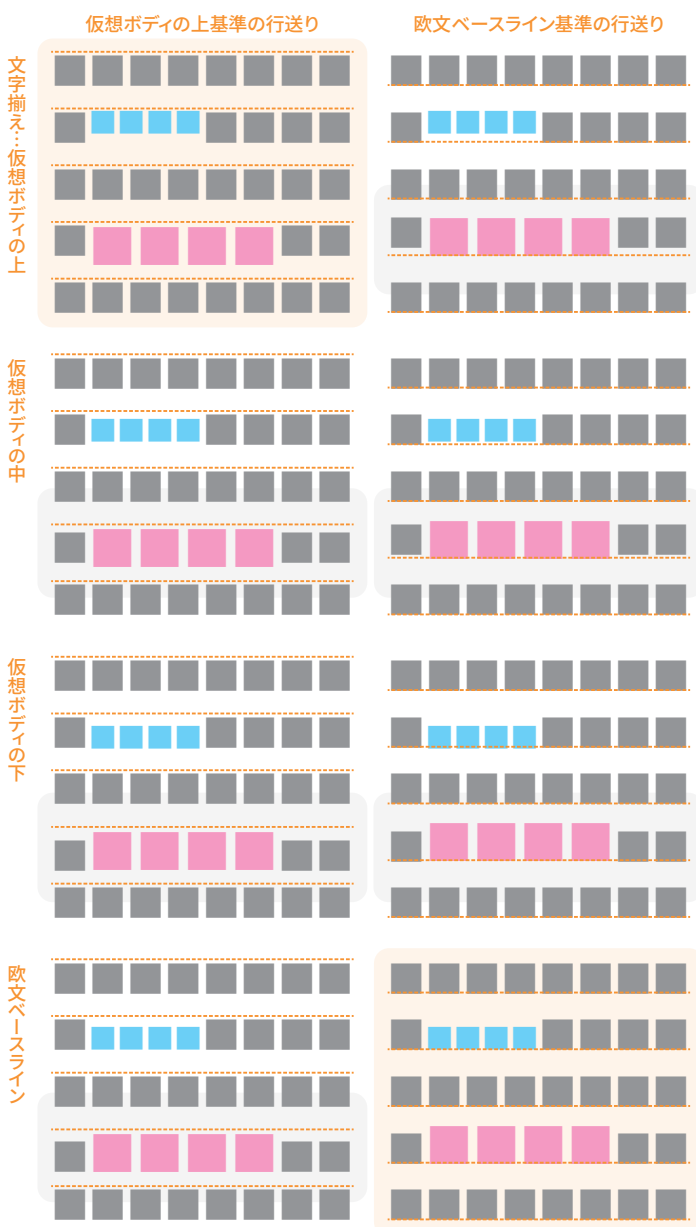 仮想ボディの上基準の行送り
欧文ベースライン基準の行送り
文字揃え…仮想ボディの上
仮想ボディの中
仮想ボディの下
欧文ベースライン